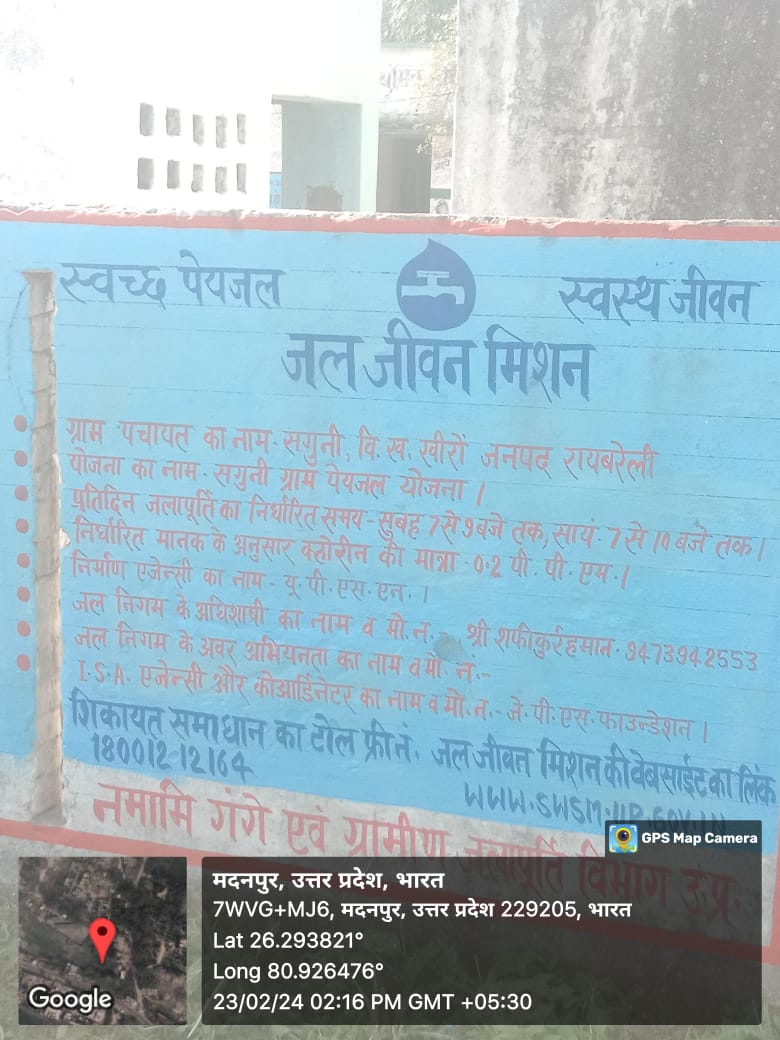 स्वच्छ पेयजल
स्वस्थ जीवन
जल जीवन मिशन
ग्राम पंचायत का नाम- सगुनी, वि.ख. खीरों जनपद रायबरेली
योजना का नाम- सगुनी ग्राम पेयजल योजना।
प्रतिदिन जलापूर्ति का निर्धारित समय- सुबह 7 से 9 बजे तक, सायं- 7 से 10 बजे तक।
निर्धारित मानक के अनुसार क्लोरीन की मात्रा-0.2 पी. पी. एम.।
निर्माण एजेन्सी का नाम- यू. पी. एस. एन.।
जल निगम के अधिशाषी का नाम व मो.न. श्री शफीकुर्रहमान- 9473942553
जल निगम के अवर अभियनता का नाम व मो. नं.-
I.S.A. एजेन्सी और कोआर्डिनेटर का नाम व मो.न.- जे. पी. एस. फाउन्डेशन।
शिकायत समाधान का टोल फ्री नं. जल जीवन मिशन की वेबसाईट का लिंक
180012-12164 WWW.SWSM.UP.GOV.IN
नमामि गंगे एवं ग्रामीण जलापूर्ति विभाग उ.प्र.
GPS Map Camera
मदनपुर, उत्तर प्रदेश, भारत
7WVG+MJ6, मदनपुर, उत्तर प्रदेश 229205, भारत
Lat 26.293821°
Long 80.926476°
23/02/24 02:16 PM GMT +05:30
Google